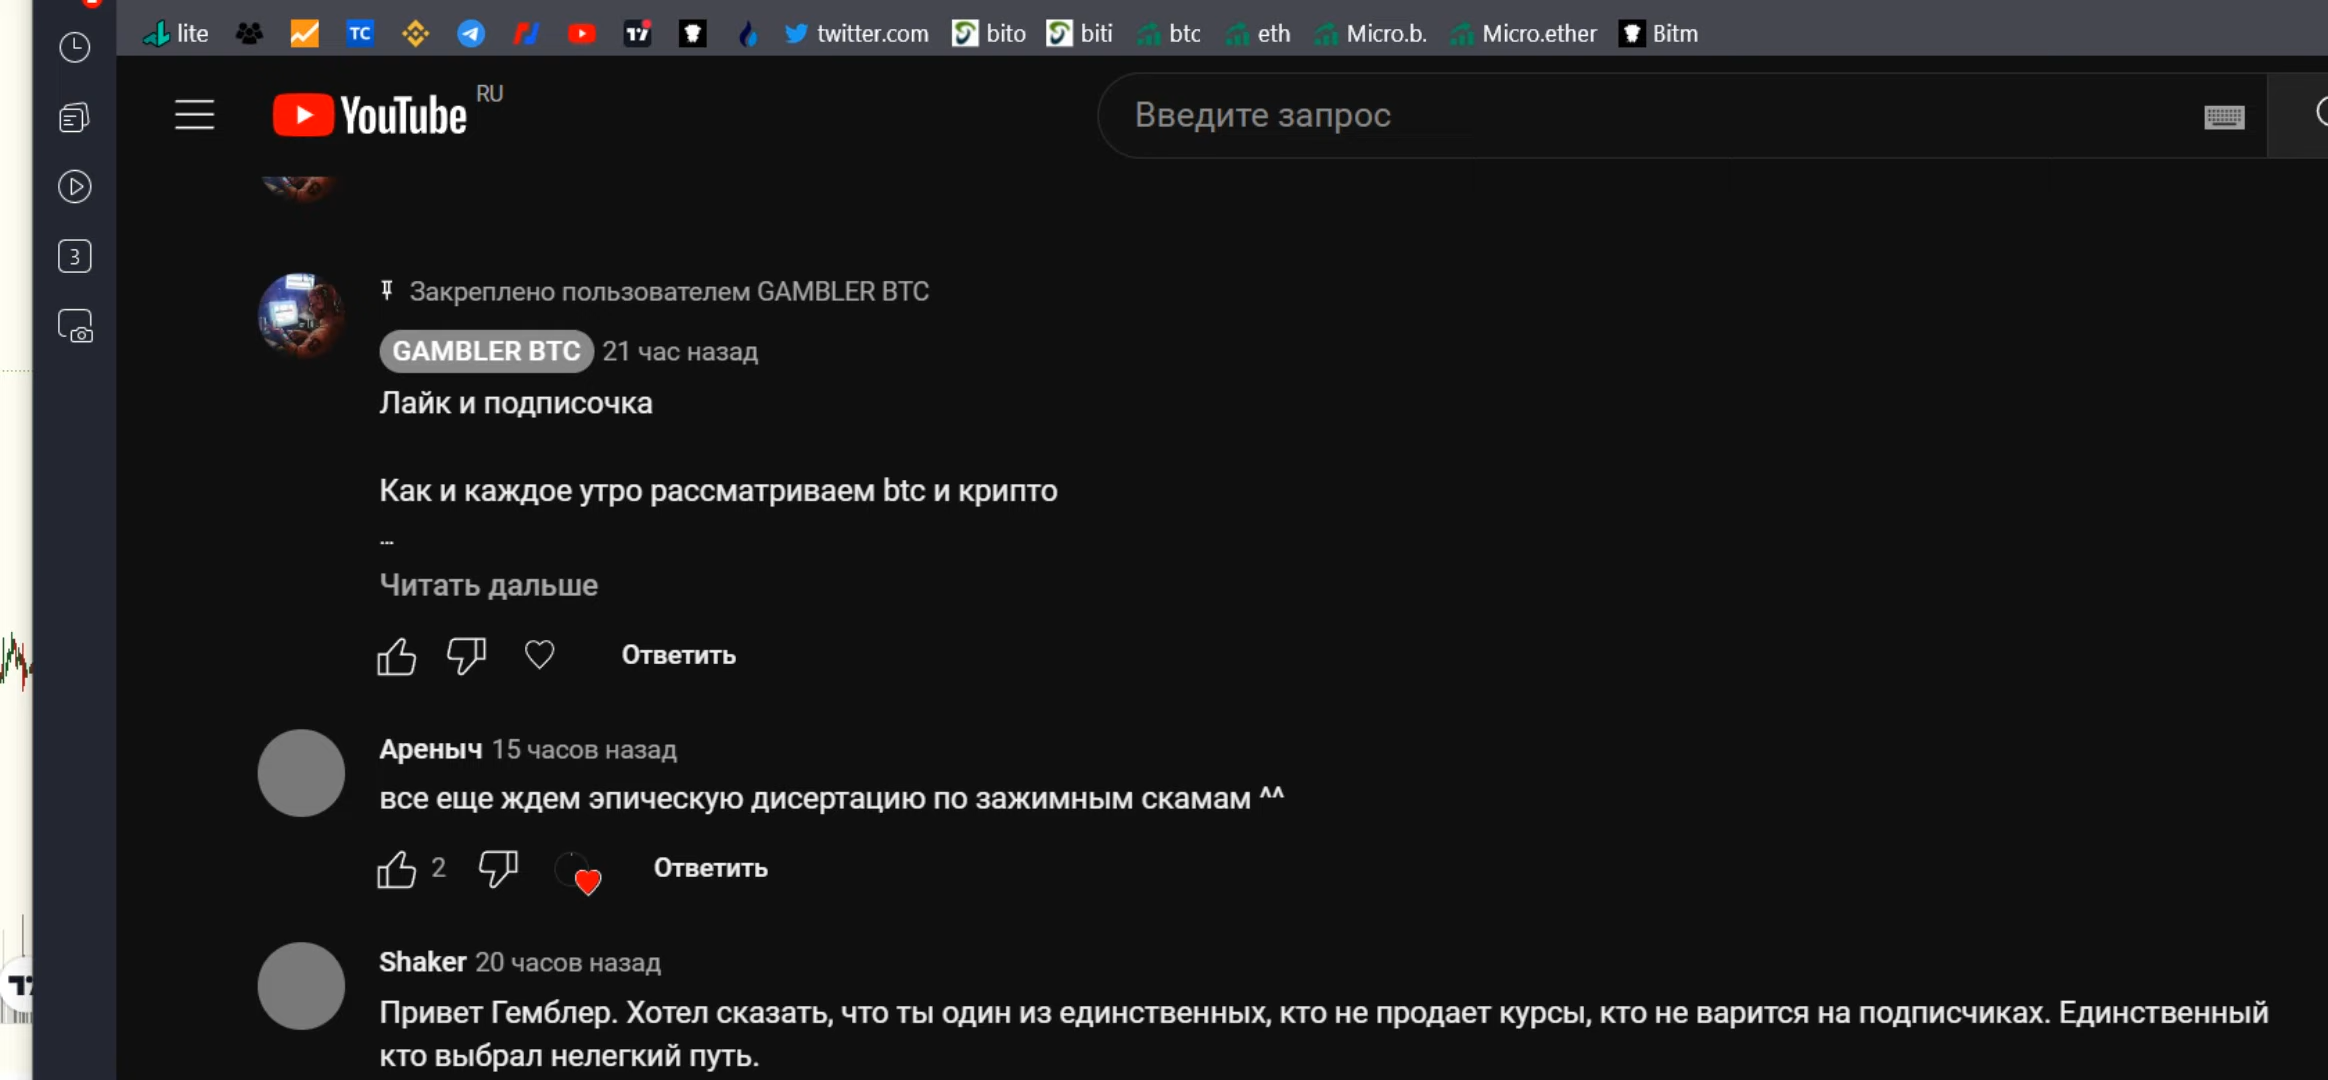 lite TC twitter.com bito biti btc eth Micro.b. Micro.ether Bitm
YouTube RU
Введите запрос
3
Закреплено пользователем GAMBLER BTC
GAMBLER BTC 21 час назад
Лайк и подписочка
Как и каждое утро рассматриваем btc и крипто
...
Читать дальше
Ответить
Ареныч 15 часов назад
все еще ждем эпическую дисертацию по зажимным скамам ^^
2 Ответить
Shaker 20 часов назад
Привет Гемблер. Хотел сказать, что ты один из единственных, кто не продает курсы, кто не варится на подписчиках. Единственный
кто выбрал нелегкий путь.